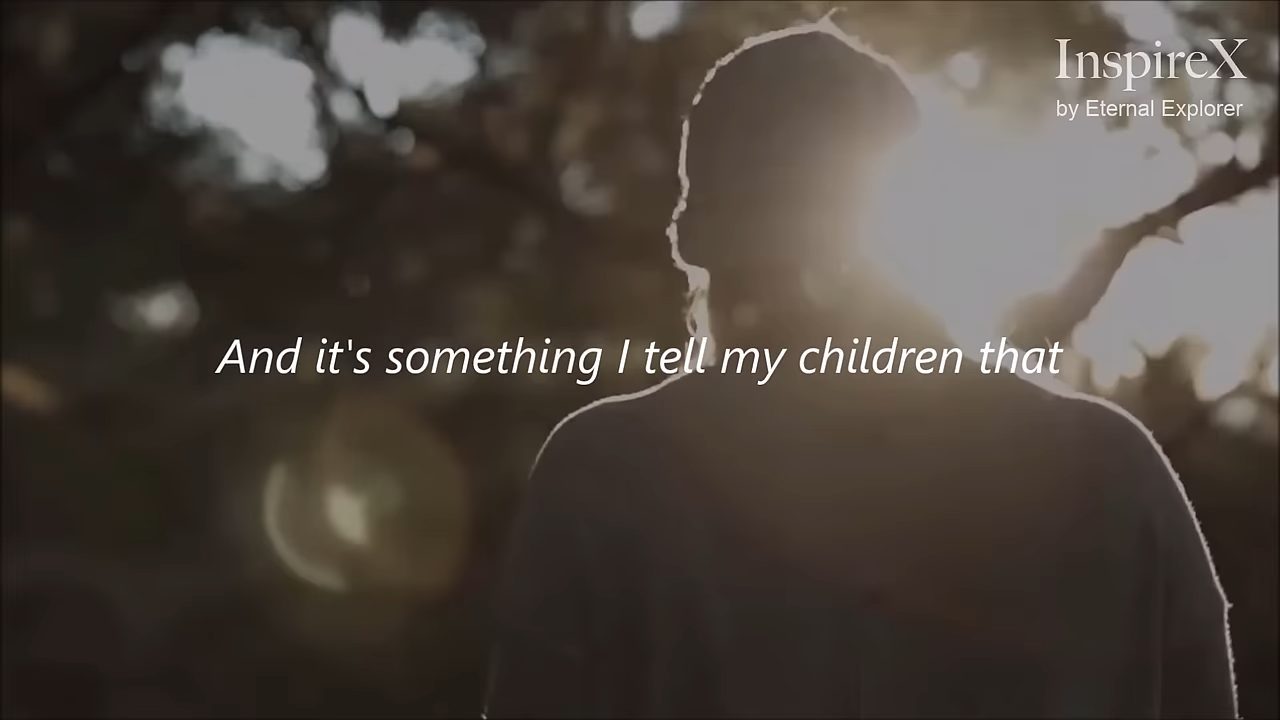 InspireX
by Eternal Explorer
And it's something I tell my children that